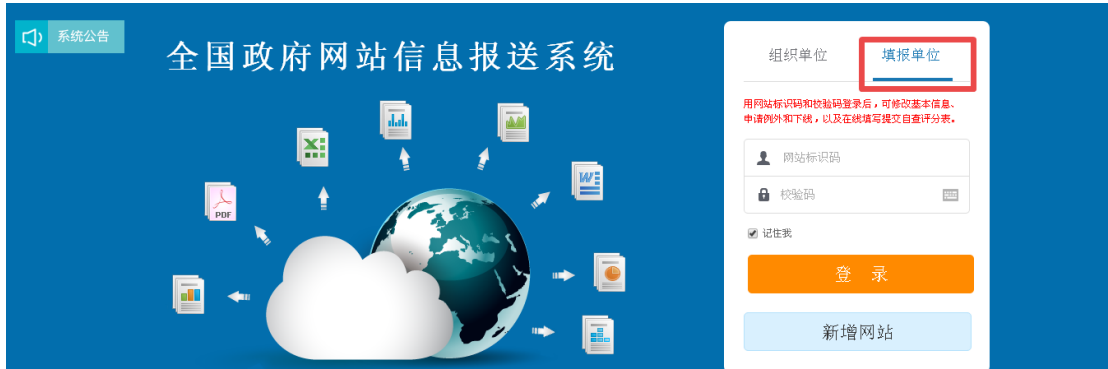 系统公告
全国政府网站信息报送系统
组织单位
填报单位
用网站标识码和校验码登录后，可修改基本信息、
申请例外和下线，以及在线填写提交自查评分表。
网站标识码
校验码
记住我
登 录
新增网站
PDF
X
W